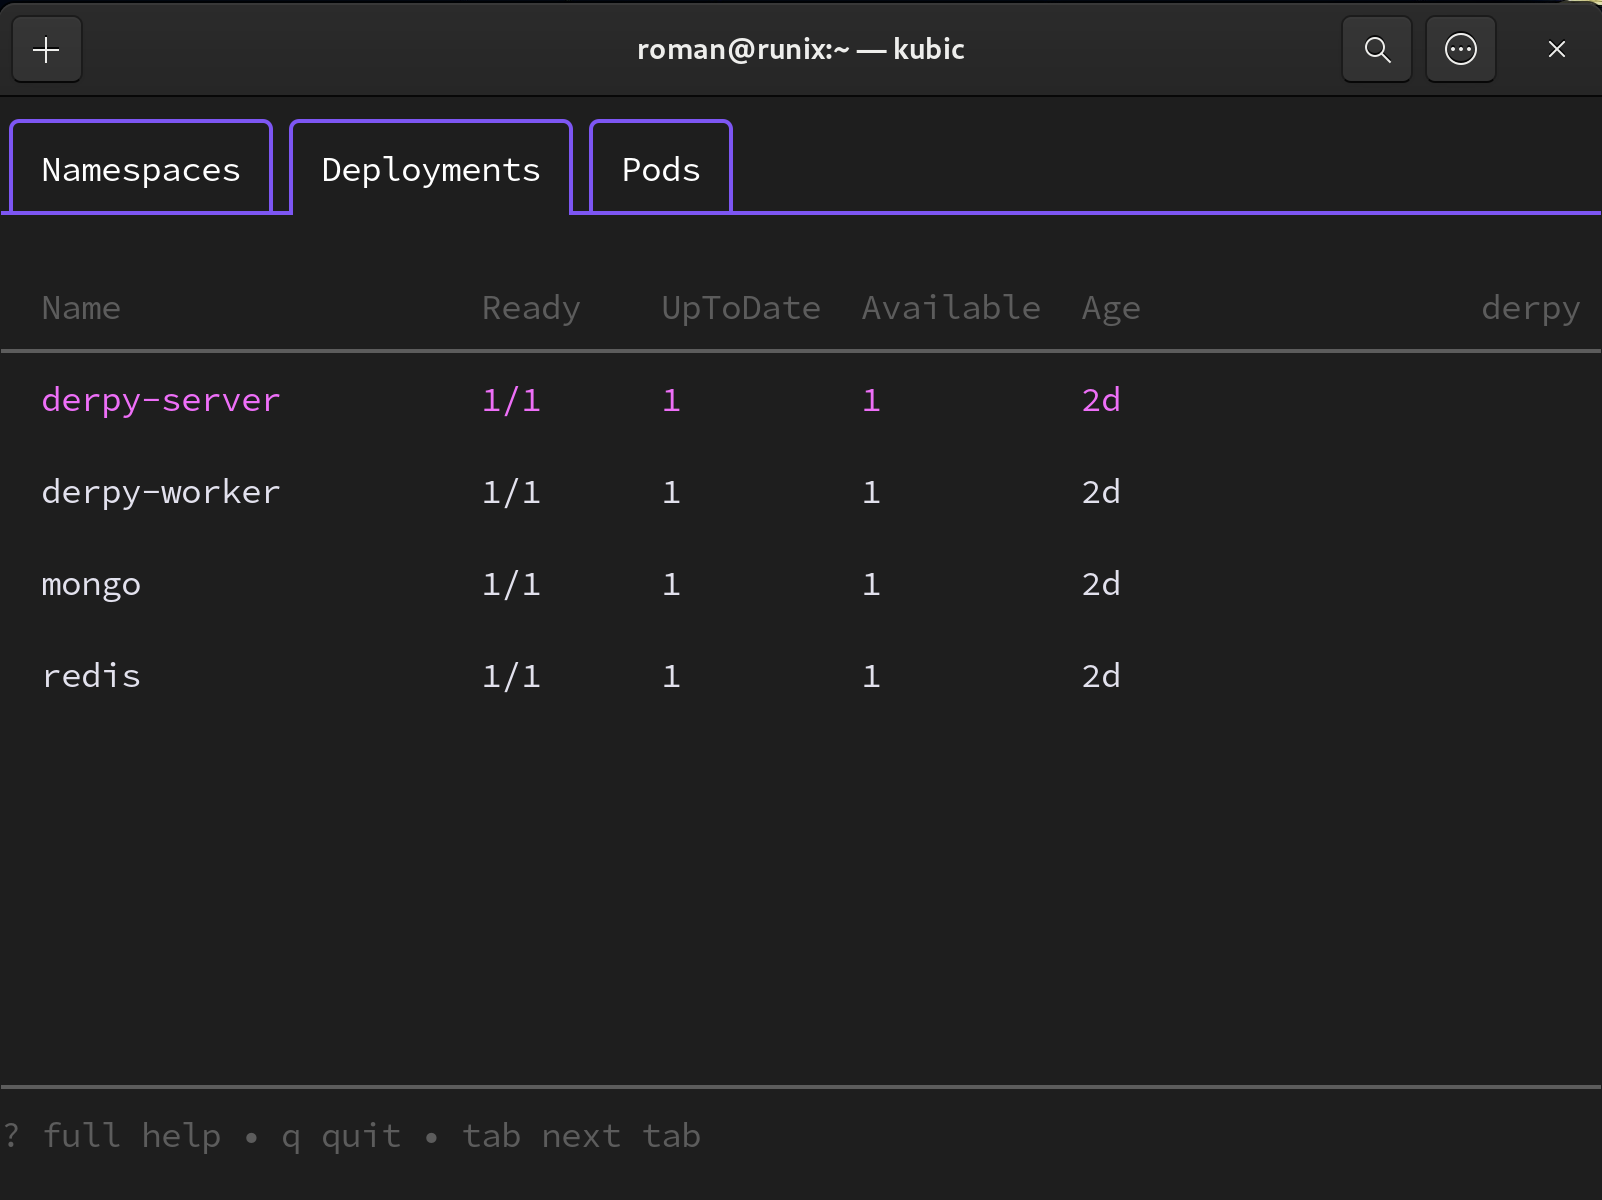 roman@runix:~ — kubic
Namespaces Deployments Pods
Name Ready UpToDate Available Age derpy
derpy-server 1/1 1 1 2d
derpy-worker 1/1 1 1 2d
mongo 1/1 1 1 2d
redis 1/1 1 1 2d
? full help • q quit • tab next tab